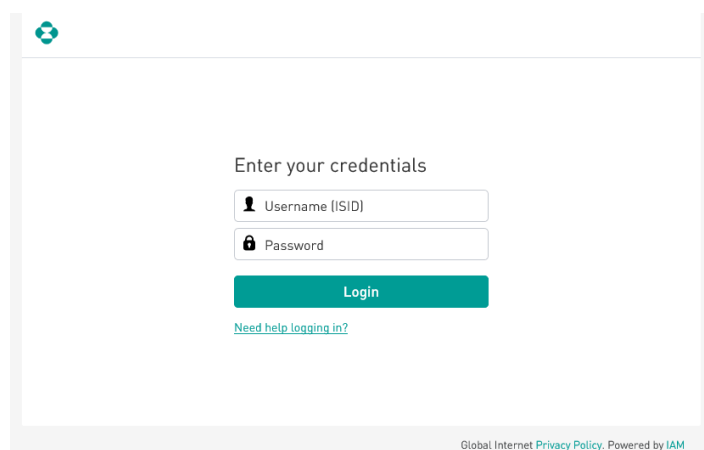 Enter your credentials
Username (ISID)
Password
Login
Need help logging in?
Global Internet Privacy Policy. Powered by IAM